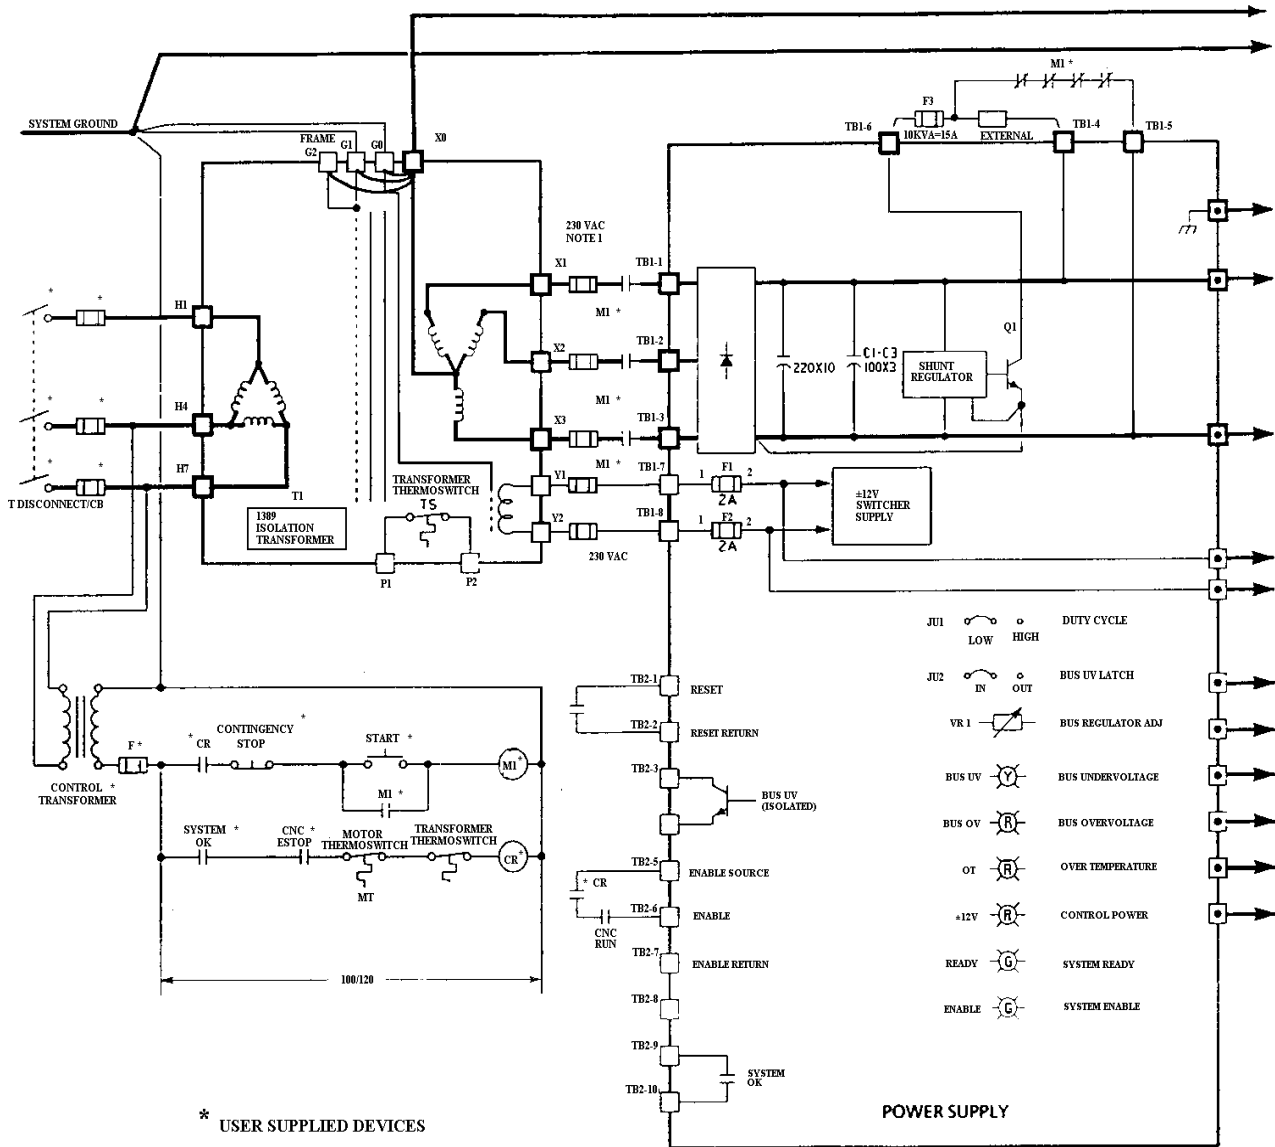 M1 *
F3
SYSTEM GROUND
FRAME
X0
TB1-6
10KVA=15A
EXTERNAL
TB1-4
TB1-5
G2
G1
G0
230 VAC
NOTE 1
X1
TB1-1
*
*
H1
M1 *
Q1
X2
TB1-2
220X10
C1-C3
100X3
SHUNT
REGULATOR
*
*
H4
M1 *
X3
TB1-3
*
*
H7
M1 *
T DISCONNECT/CB
T1
TRANSFORMER
THERMOSWITCH
TS
Y1
TB1-7
1
F1
2
2A
±12V
SWITCHER
SUPPLY
1389
ISOLATION
TRANSFORMER
Y2
TB1-8
1
F2
2
2A
230 VAC
P1
P2
JU1
LOW
HIGH
DUTY CYCLE
JU2
IN
OUT
BUS UV LATCH
TB2-1
RESET
TB2-2
RESET RETURN
VR 1
BUS REGULATOR ADJ
F *
* CR
CONTINGENCY *
STOP
START *
M1 *
M1 *
CONTROL *
TRANSFORMER
TB2-3
BUS UV
(ISOLATED)
BUS UV
Y
BUS UNDERVOLTAGE
BUS OV
R
BUS OVERVOLTAGE
SYSTEM *
OK
CNC *
ESTOP
MOTOR
THERMOSWITCH
MT
TRANSFORMER
THERMOSWITCH
CR *
TB2-5
ENABLE SOURCE
OT
R
OVER TEMPERATURE
* CR
TB2-6
ENABLE
CNC
RUN
±12V
R
CONTROL POWER
TB2-7
ENABLE RETURN
READY
G
SYSTEM READY
100/120
TB2-8
ENABLE
G
SYSTEM ENABLE
TB2-9
SYSTEM
OK
TB2-10
* USER SUPPLIED DEVICES
POWER SUPPLY